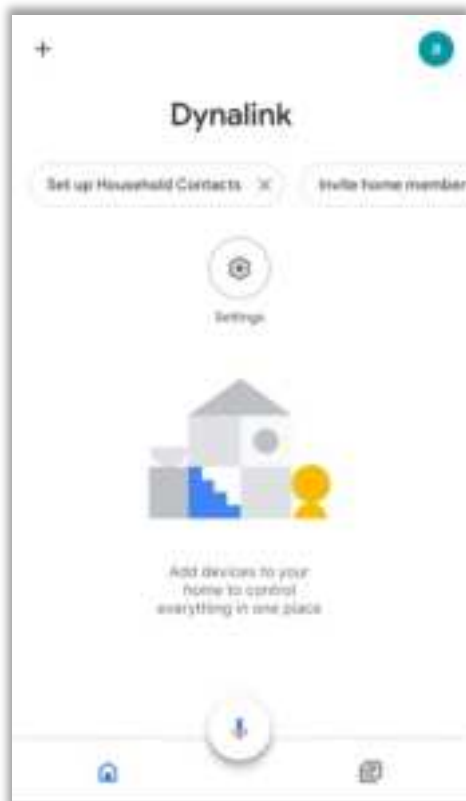 Dynalink
Set up Household Contacts
Invite home member
Settings
Add devices to your
home to control
everything in one place